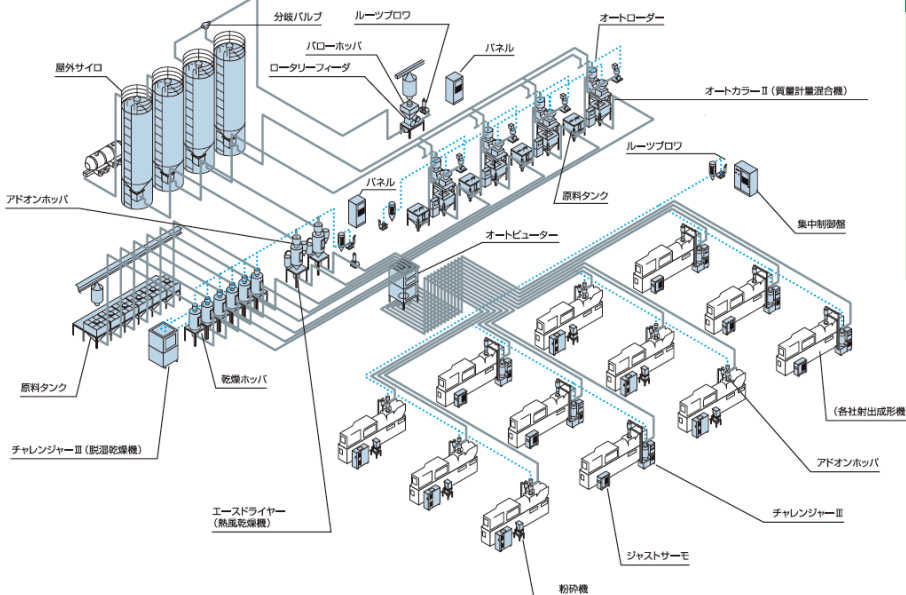 分岐バルブ
ルーツブロワ
オートローダー
バローホッパ
パネル
屋外サイロ
ロータリーフィーダ
オートカラーⅡ(質量計量混合機)
ルーツブロワ
パネル
アドオンホッパ
原料タンク
集中制御盤
オートピューター
原料タンク
乾燥ホッパ
(各社射出成形機
チャレンジャーⅢ(脱湿乾燥機)
アドオンホッパ
エースドライヤー
(熱風乾燥機)
チャレンジャーⅢ
ジャストサーモ
粉砕機